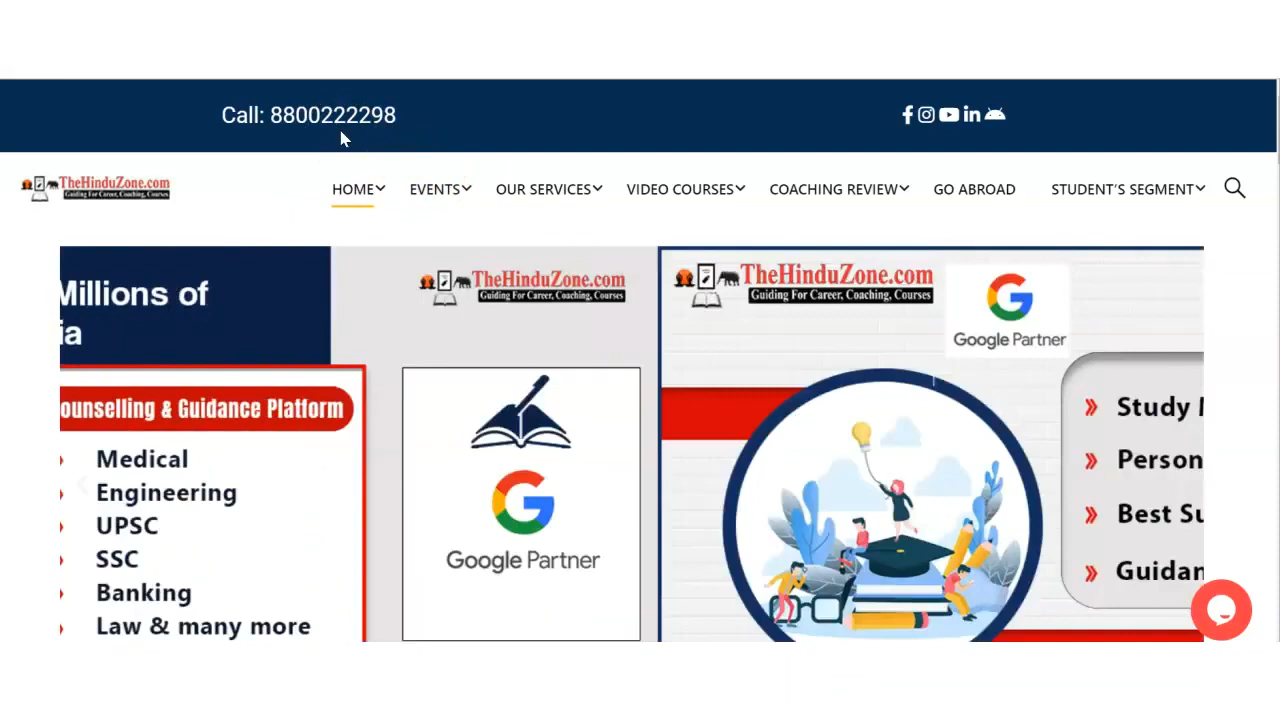 Call: 8800222298
TheHinduZone.com
Guiding For Career, Coaching, Courses
HOME EVENTS OUR SERVICES VIDEO COURSES COACHING REVIEW GO ABROAD STUDENT'S SEGMENT
Millions of
ia
ounselling & Guidance Platform
Medical
Engineering
UPSC
SSC
Banking
Law & many more
TheHinduZone.com
Guiding For Career, Coaching, Courses
Google Partner
TheHinduZone.com
Guiding For Career, Coaching, Courses
Google Partner
Study
Person
Best Su
Guidan